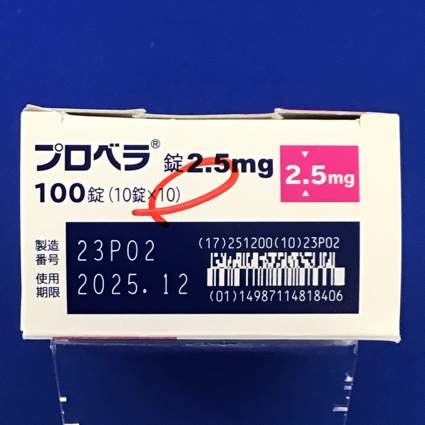 プロベラ® 錠2.5mg
100錠(10錠×10)
2.5mg
製造番号 23P02
使用期限 2025.12
(17)251200(10)23P02
(01)14987114818406